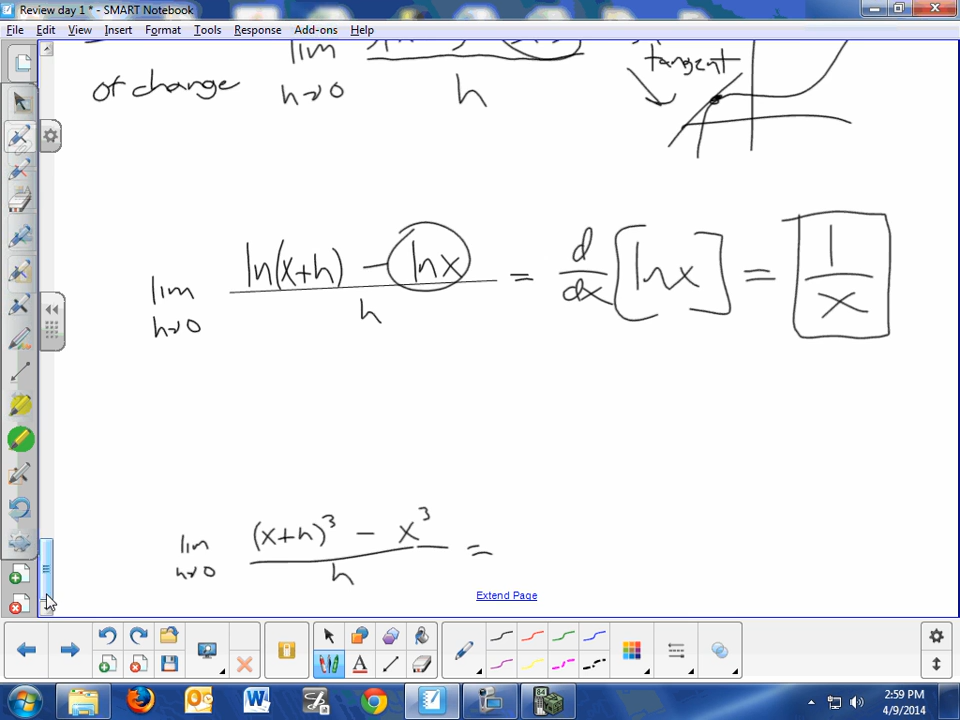 Review day 1 * - SMART Notebook
File Edit View Insert Format Tools Response Add-ons Help
of change
lim
h→0
h
tangent
lim
h→0
ln(x+h) - lnx
h
= d/dx [lnx] = 1/x
lim
h→0
(x+h)³ - x³
h
=
Extend Page
2:59 PM
4/9/2014